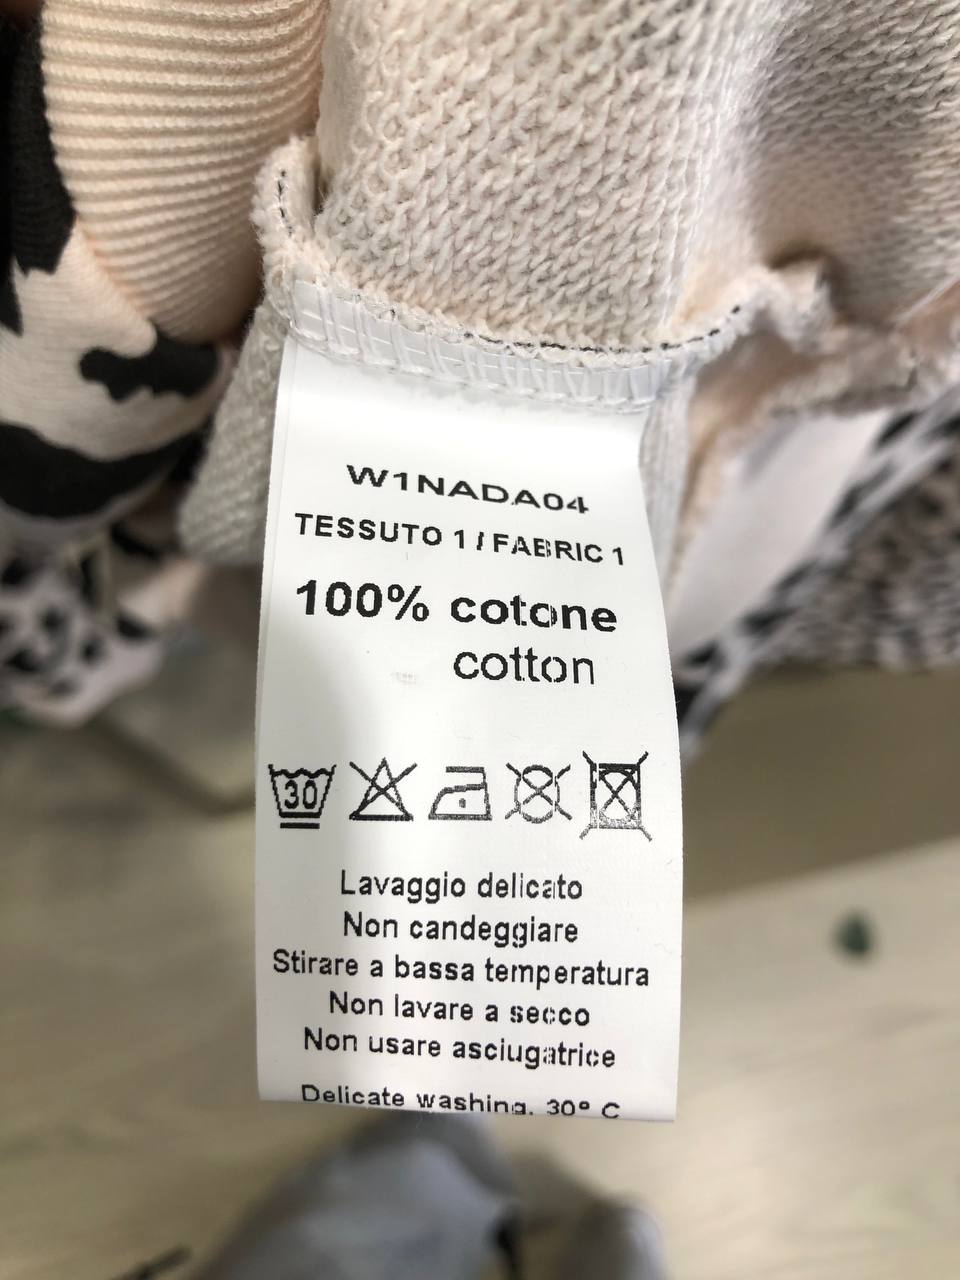 W1NADA04
TESSUTO 1 / FABRIC 1
100% cotone
cotton
30
Lavaggio delicato
Non candeggiare
Stirare a bassa temperatura
Non lavare a secco
Non usare asciugatrice
Delicate washing. 30° C